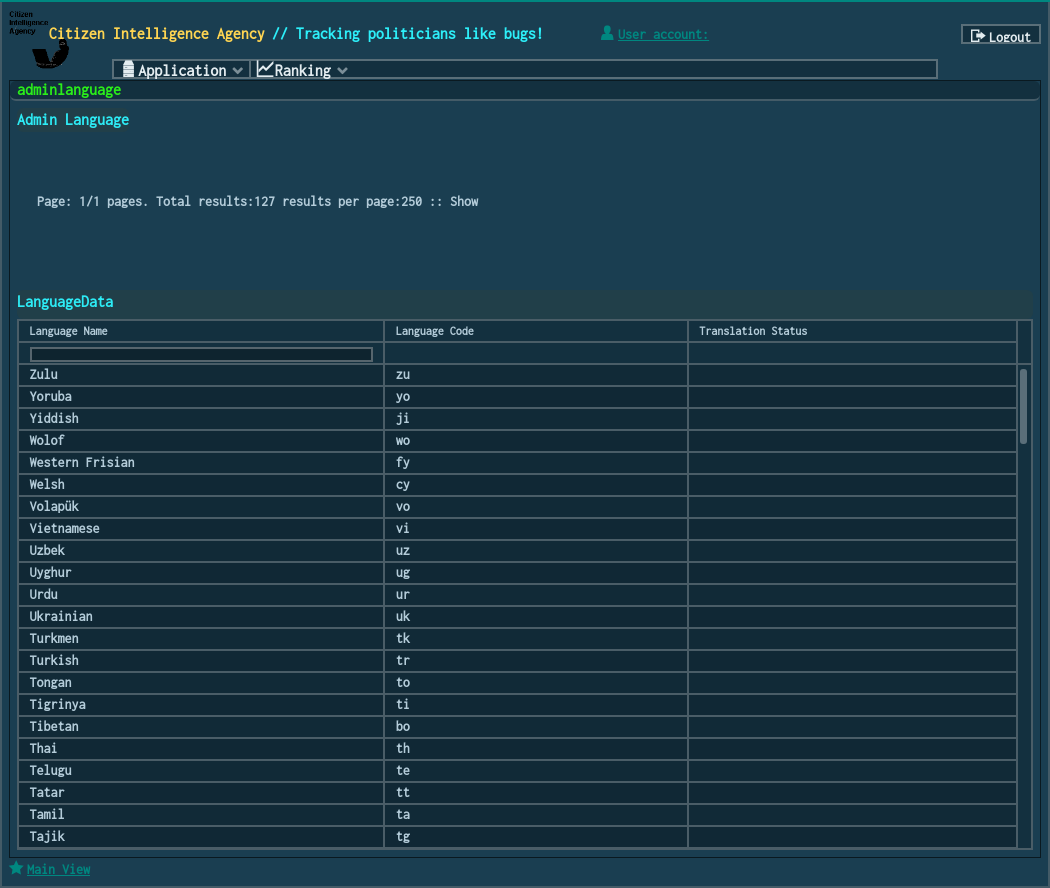 Citizen
Intelligence
Agency
Citizen Intelligence Agency // Tracking politicians like bugs!
User account:
Logout
Application
Ranking
adminlanguage
Admin Language
Page: 1/1 pages. Total results:127 results per page:250 :: Show
LanguageData
Language Name Language Code Translation Status
Zulu zu
Yoruba yo
Yiddish ji
Wolof wo
Western Frisian fy
Welsh cy
Volapük vo
Vietnamese vi
Uzbek uz
Uyghur ug
Urdu ur
Ukrainian uk
Turkmen tk
Turkish tr
Tongan to
Tigrinya ti
Tibetan bo
Thai th
Telugu te
Tatar tt
Tamil ta
Tajik tg
Main View